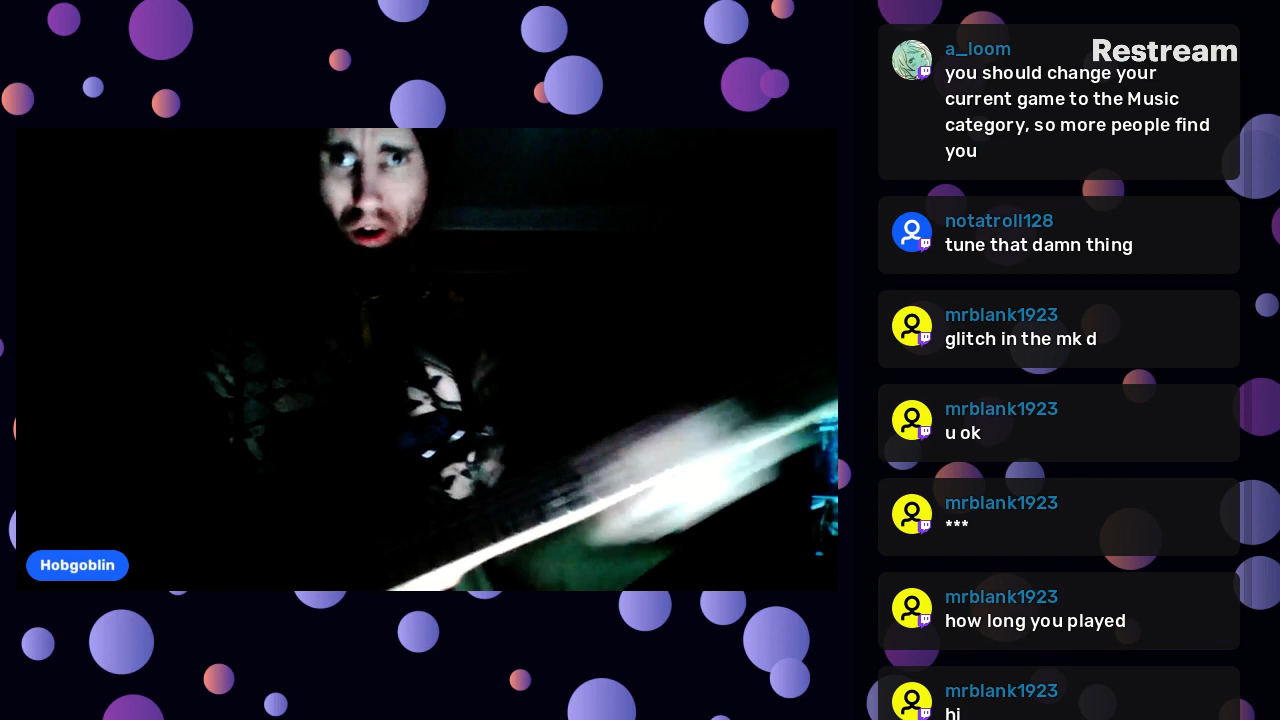 Restream
a_loom
you should change your
current game to the Music
category, so more people find
you
notatroll128
tune that damn thing
mrblank1923
glitch in the mk d
mrblank1923
u ok
mrblank1923
***
mrblank1923
how long you played
mrblank1923
hi
Hobgoblin